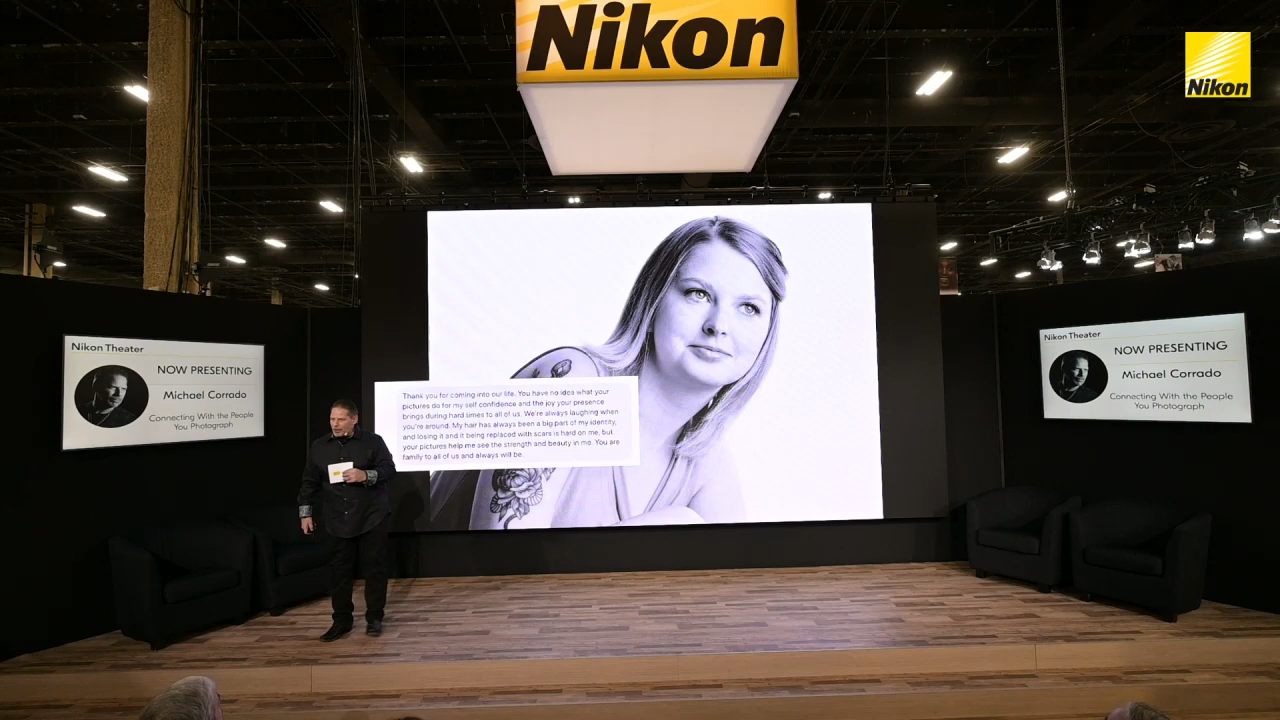 Nikon
Nikon
Nikon Theater
NOW PRESENTING
Michael Corrado
Connecting With the People
You Photograph
Thank you for coming into our life. You have no idea what your
pictures do for my self confidence and the joy your presence
brings during hard times to all of us. We're always laughing when
you're around. My hair has always been a big part of my identity,
and losing it and it being replaced with scars is hard on me, but
your pictures help me see the strength and beauty in me. You are
family to all of us and always will be.
Nikon Theater
NOW PRESENTING
Michael Corrado
Connecting With the People
You Photograph